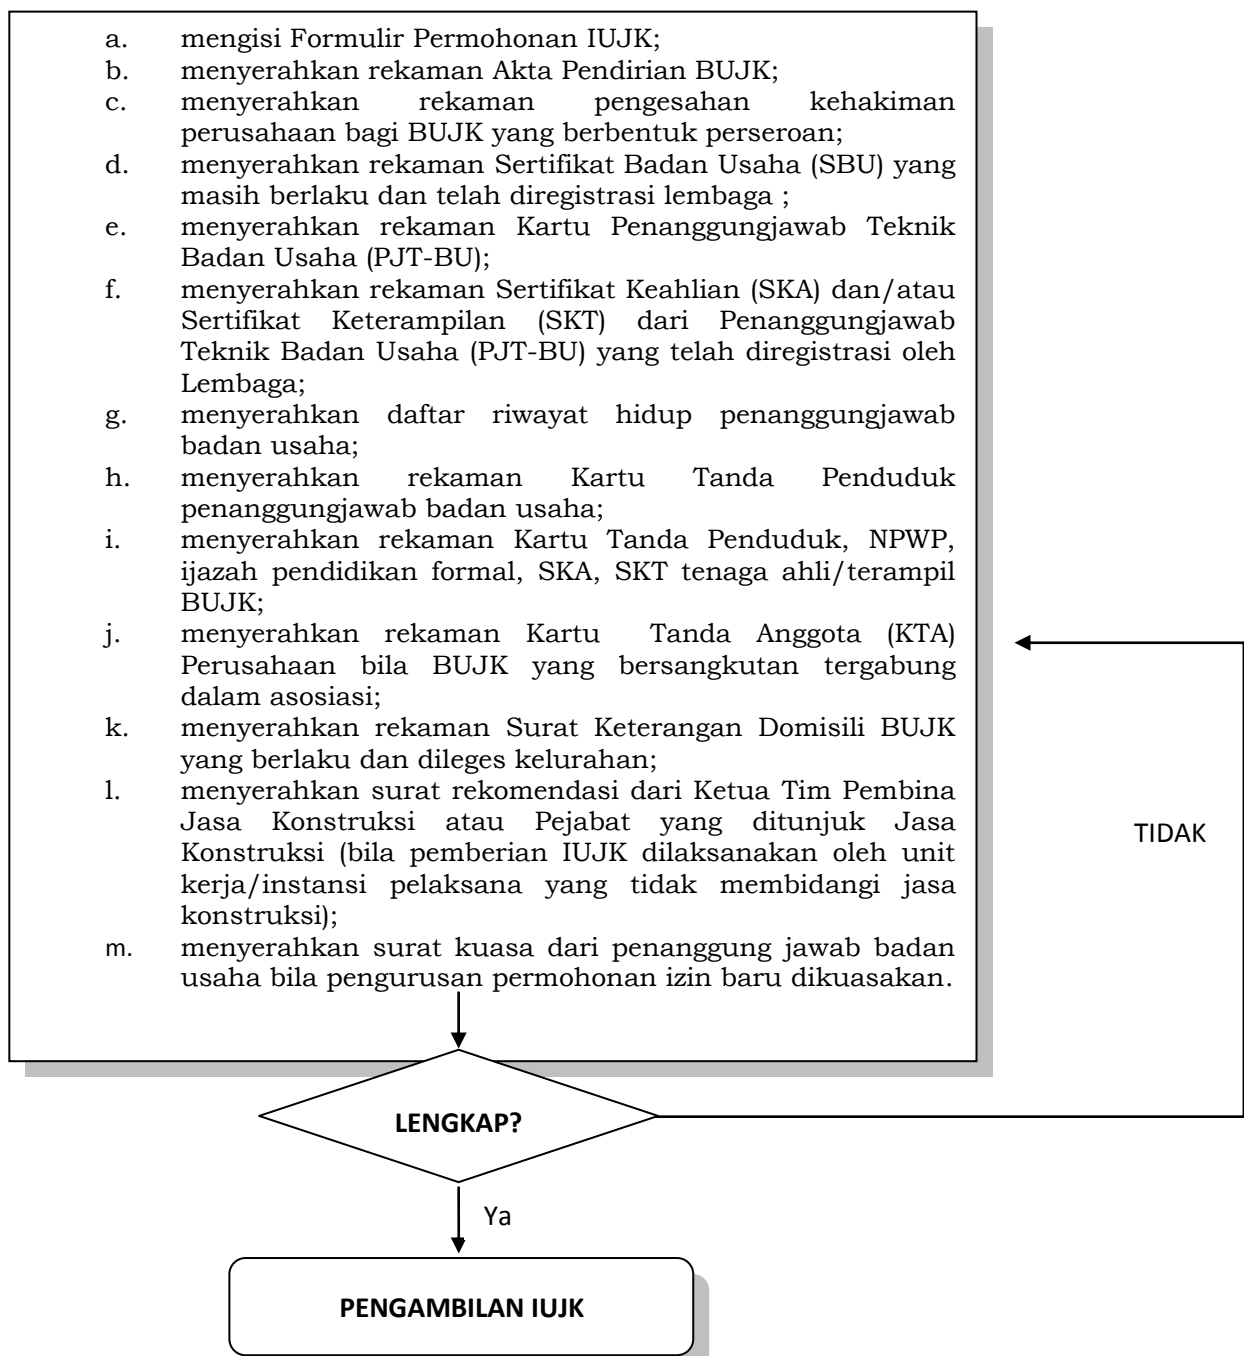 a. mengisi Formulir Permohonan IUJK;
b. menyerahkan rekaman Akta Pendirian BUJK;
c. menyerahkan rekaman pengesahan kehakiman
perusahaan bagi BUJK yang berbentuk perseroan;
d. menyerahkan rekaman Sertifikat Badan Usaha (SBU) yang
masih berlaku dan telah diregistrasi lembaga ;
e. menyerahkan rekaman Kartu Penanggungjawab Teknik
Badan Usaha (PJT-BU);
f. menyerahkan rekaman Sertifikat Keahlian (SKA) dan/atau
Sertifikat Keterampilan (SKT) dari Penanggungjawab
Teknik Badan Usaha (PJT-BU) yang telah diregistrasi oleh
Lembaga;
g. menyerahkan daftar riwayat hidup penanggungjawab
badan usaha;
h. menyerahkan rekaman Kartu Tanda Penduduk
penanggungjawab badan usaha;
i. menyerahkan rekaman Kartu Tanda Penduduk, NPWP,
ijazah pendidikan formal, SKA, SKT tenaga ahli/terampil
BUJK;
j. menyerahkan rekaman Kartu Tanda Anggota (KTA)
Perusahaan bila BUJK yang bersangkutan tergabung
dalam asosiasi;
k. menyerahkan rekaman Surat Keterangan Domisili BUJK
yang berlaku dan dileges kelurahan;
l. menyerahkan surat rekomendasi dari Ketua Tim Pembina
Jasa Konstruksi atau Pejabat yang ditunjuk Jasa
Konstruksi (bila pemberian IUJK dilaksanakan oleh unit
kerja/instansi pelaksana yang tidak membidangi jasa
konstruksi);
m. menyerahkan surat kuasa dari penanggung jawab badan
usaha bila pengurusan permohonan izin baru dikuasakan.
TIDAK
LENGKAP?
Ya
PENGAMBILAN IUJK